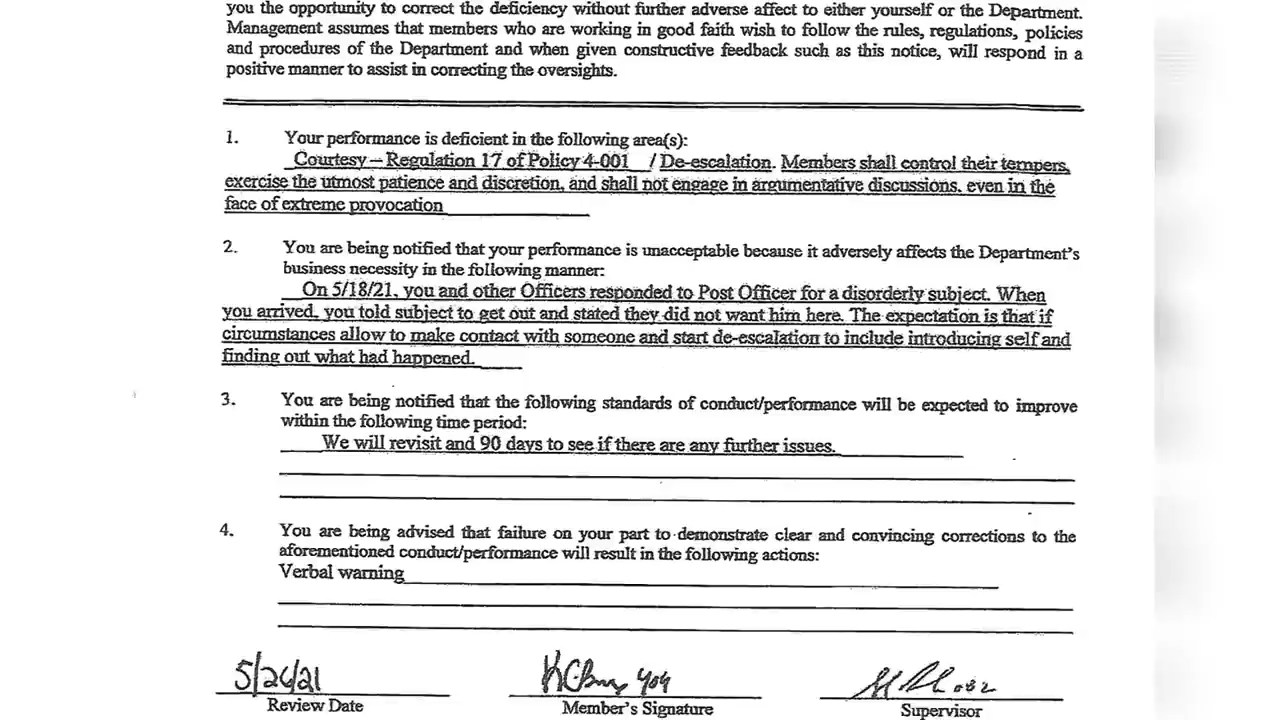 you the opportunity to correct the deficiency without further adverse affect to either yourself or the Department.
Management assumes that members who are working in good faith wish to follow the rules, regulations, policies
and procedures of the Department and when given constructive feedback such as this notice, will respond in a
positive manner to assist in correcting the oversights.
1. Your performance is deficient in the following area(s):
Courtesy – Regulation 17 of Policy 4-001 / De-escalation. Members shall control their tempers,
exercise the utmost patience and discretion, and shall not engage in argumentative discussions. even in the
face of extreme provocation
2. You are being notified that your performance is unacceptable because it adversely affects the Department's
business necessity in the following manner:
On 5/18/21, you and other Officers responded to Post Officer for a disorderly subject. When
you arrived, you told subject to get out and stated they did not want him here. The expectation is that if
circumstances allow to make contact with someone and start de-escalation to include introducing self and
finding out what had happened.
3. You are being notified that the following standards of conduct/performance will be expected to improve
within the following time period:
We will revisit and 90 days to see if there are any further issues.
4. You are being advised that failure on your part to demonstrate clear and convincing corrections to the
aforementioned conduct/performance will result in the following actions:
Verbal warning
5/26/21
Review Date
Member's Signature
Supervisor